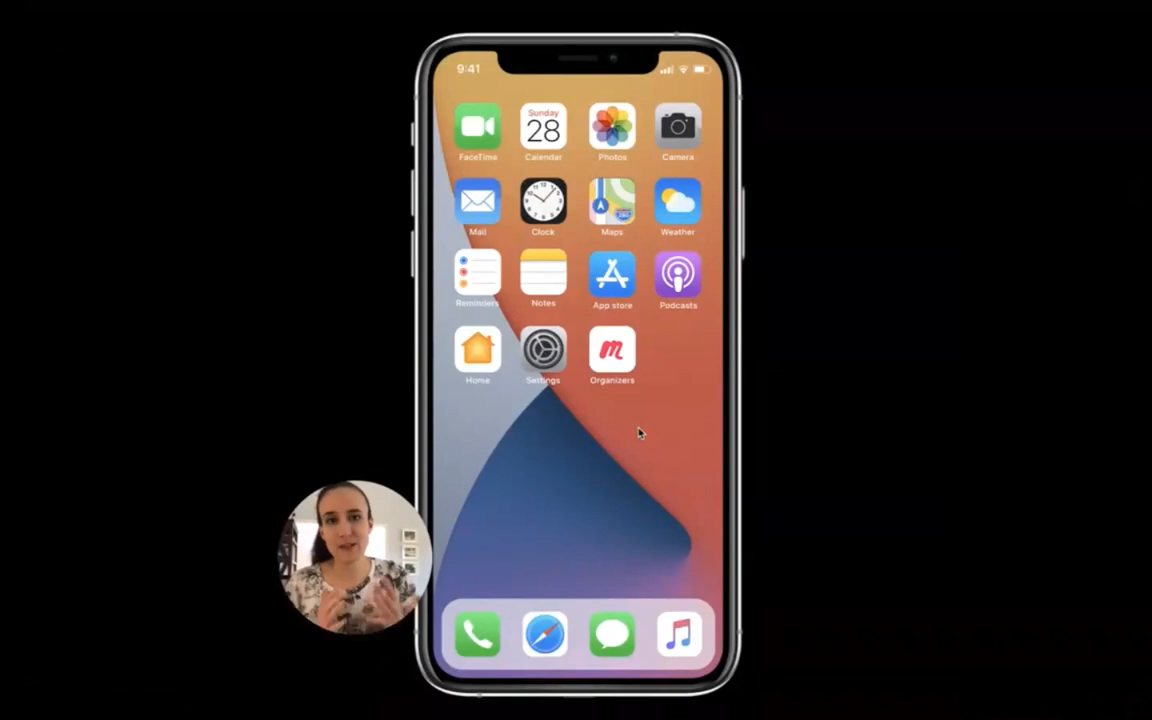 9:41
Sunday
28
FaceTime
Calendar
Photos
Camera
Mail
Clock
Maps
Weather
Reminders
Notes
App store
Podcasts
Home
Settings
m
Organizers